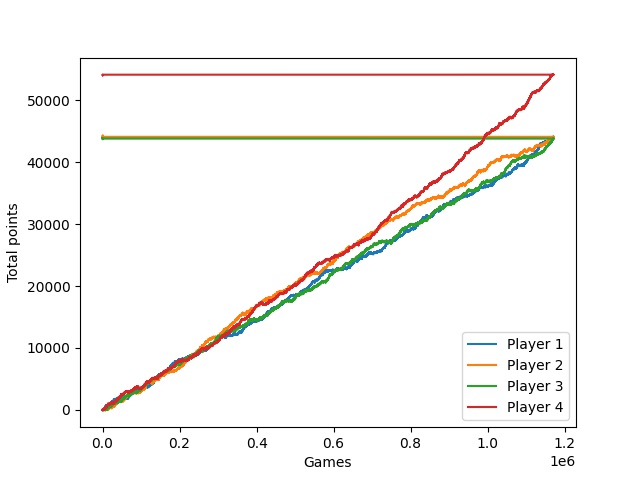 50000
40000
30000
20000
10000
0
Total points
0.0 0.2 0.4 0.6 0.8 1.0 1.2
1e6
Games
Player 1
Player 2
Player 3
Player 4